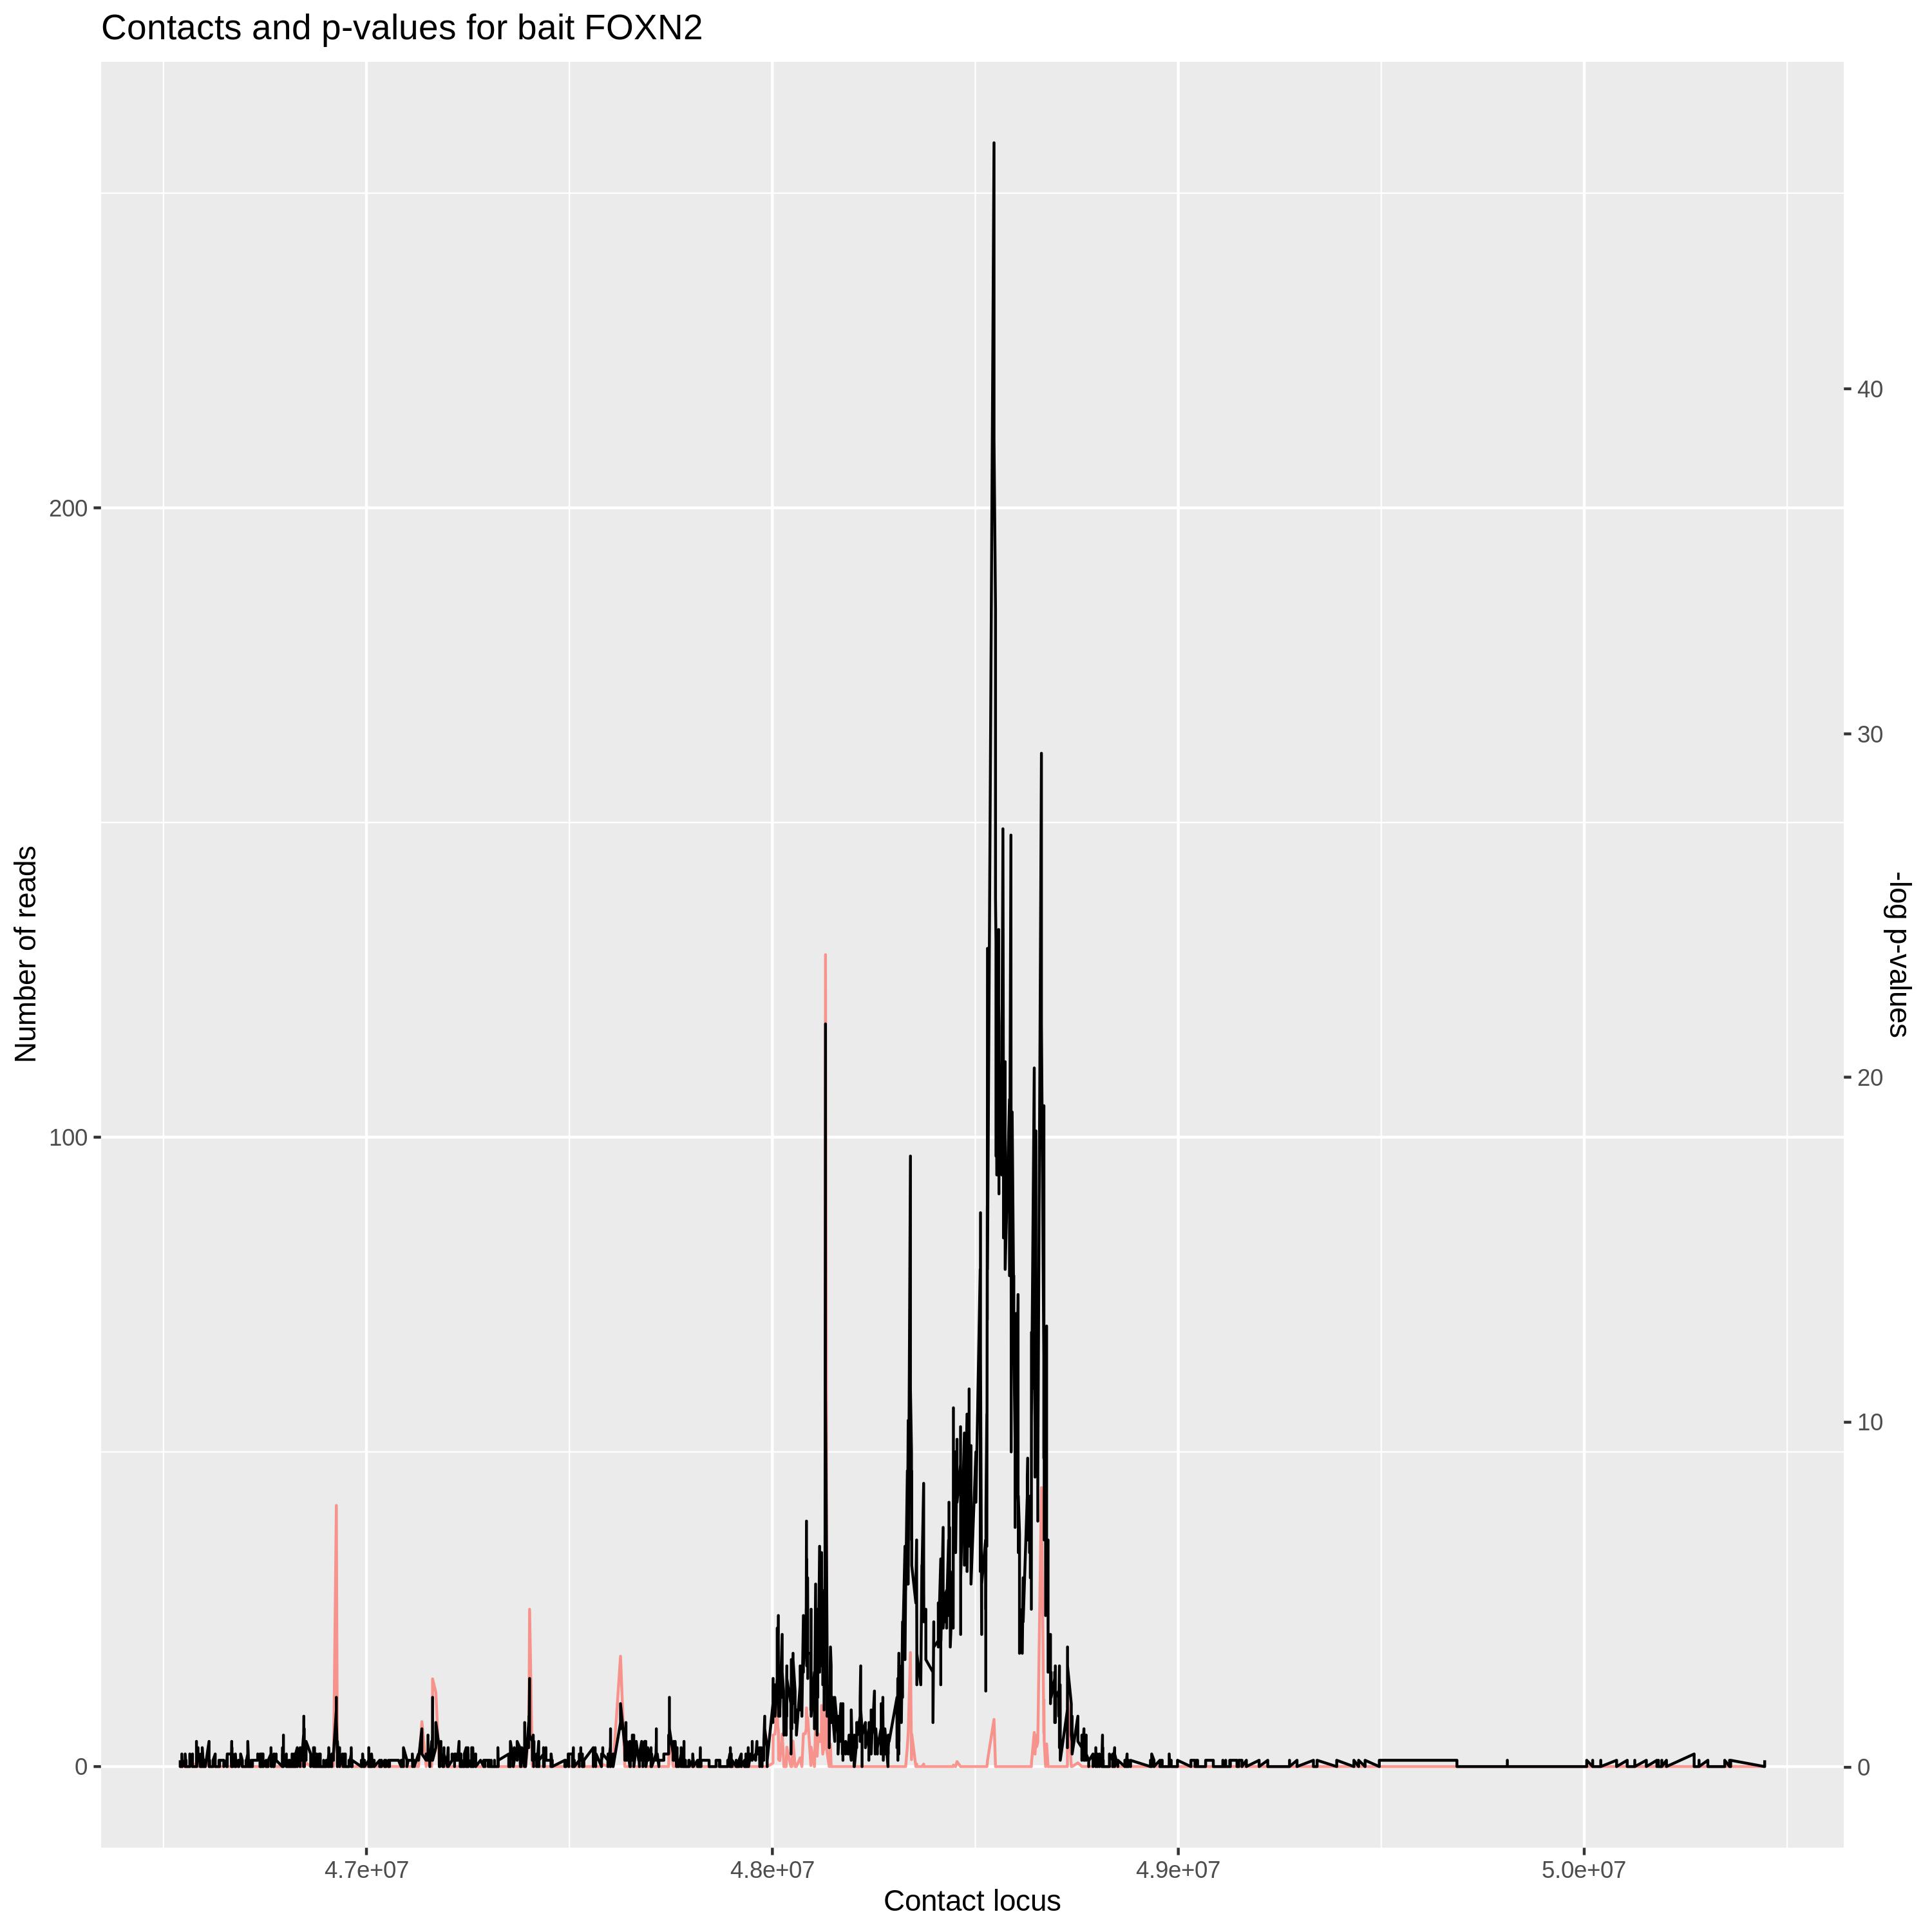 Contacts and p-values for bait FOXN2
Number of reads
200
100
0
40
30
20
10
0
-log p-values
4.7e+07
4.8e+07
4.9e+07
5.0e+07
Contact locus